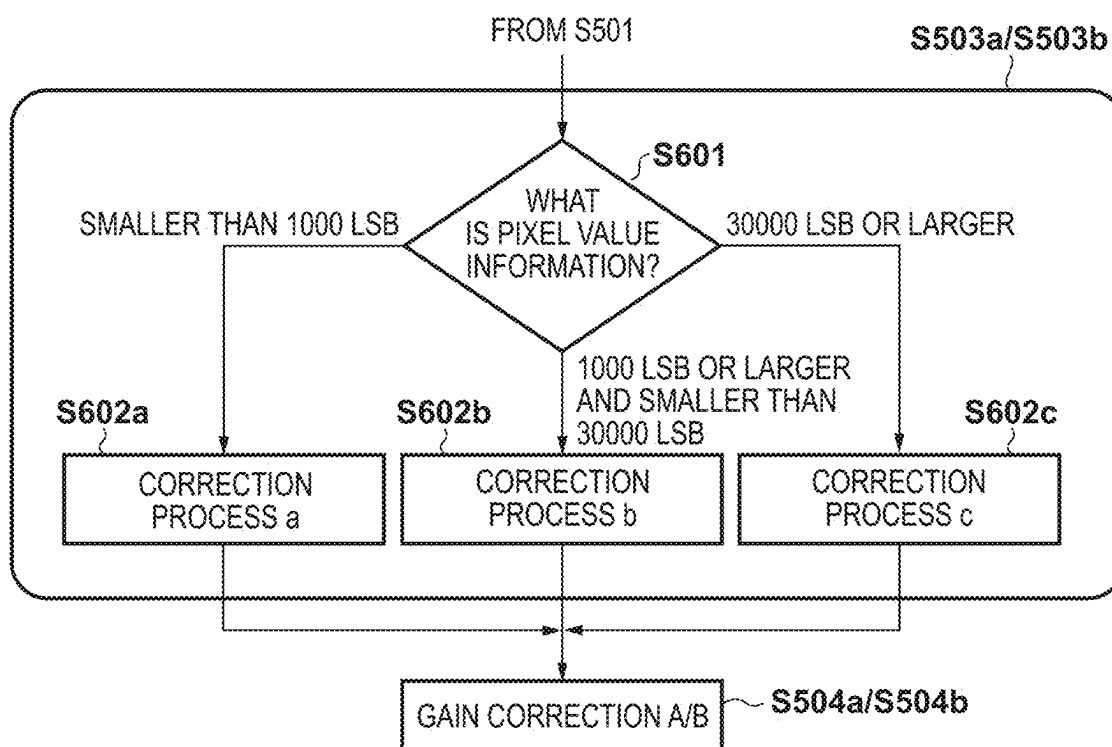 FROM S501
S503a/S503b
S601
WHAT
IS PIXEL VALUE
INFORMATION?
SMALLER THAN 1000 LSB
30000 LSB OR LARGER
1000 LSB OR LARGER
AND SMALLER THAN
30000 LSB
S602a
CORRECTION
PROCESS a
S602b
CORRECTION
PROCESS b
S602c
CORRECTION
PROCESS c
GAIN CORRECTION A/B
S504a/S504b